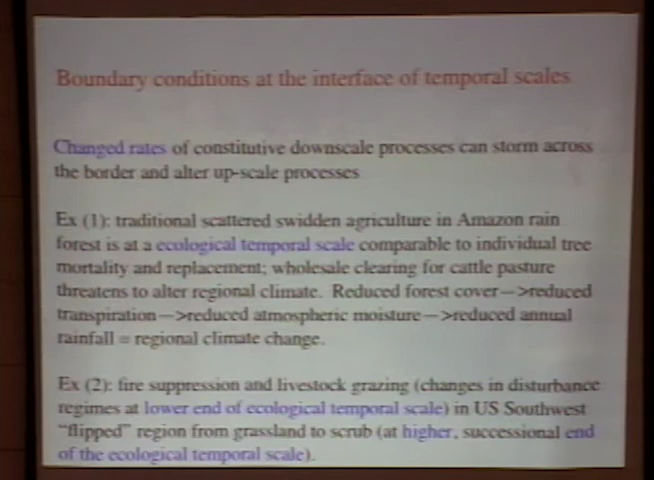 Boundary conditions at the interface of temporal scales
Changed rates of constitutive downscale processes can storm across
the border and alter up-scale processes
Ex (1): traditional scattered swidden agriculture in Amazon rain
forest is at a ecological temporal scale comparable to individual tree
mortality and replacement; wholesale clearing for cattle pasture
threatens to alter regional climate. Reduced forest cover—>reduced
transpiration—>reduced atmospheric moisture—>reduced annual
rainfall = regional climate change.
Ex (2): fire suppression and livestock grazing (changes in disturbance
regimes at lower end of ecological temporal scale) in US Southwest
“flipped” region from grassland to scrub (at higher, successional end
of the ecological temporal scale).